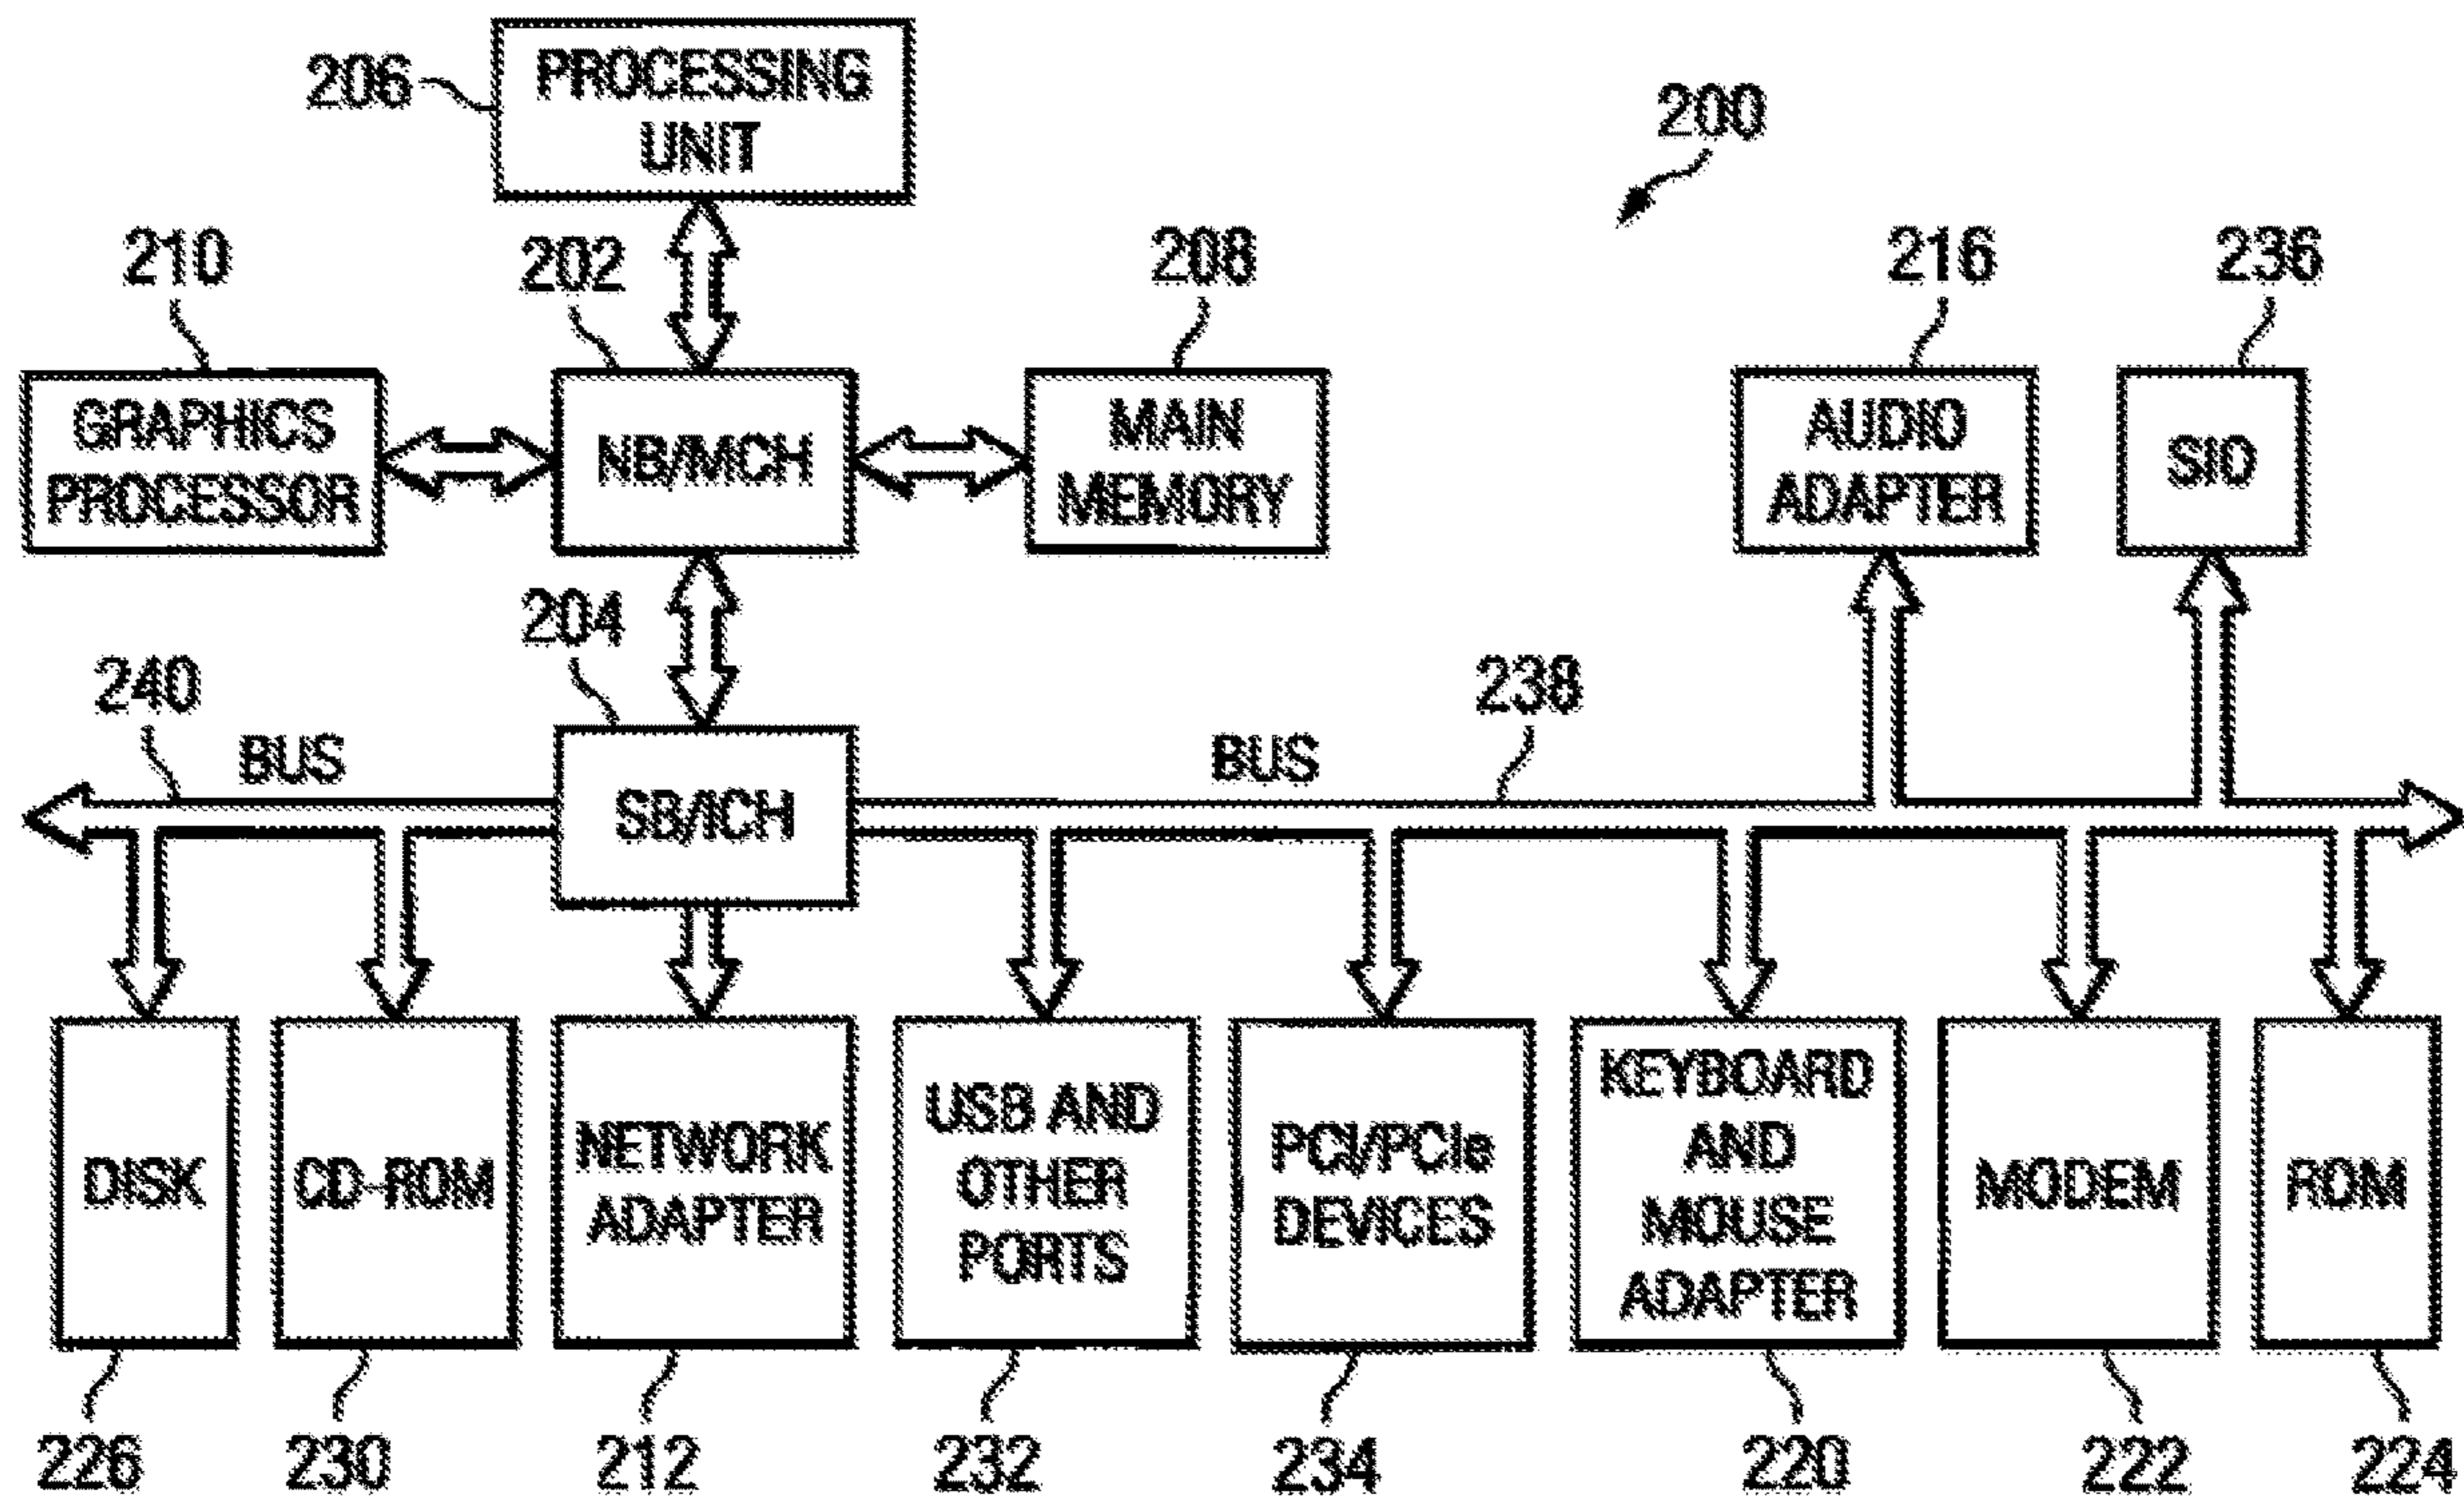 206
PROCESSING
UNIT
200
210
202
208
216
236
GRAPHICS
PROCESSOR
NB/MCH
MAIN
MEMORY
AUDIO
ADAPTER
SIO
204
240
BUS
238
BUS
SB/ICH
DISK
CD-ROM
NETWORK
ADAPTER
USB AND
OTHER
PORTS
PCI/PCIe
DEVICES
KEYBOARD
AND
MOUSE
ADAPTER
MODEM
ROM
226
230
212
232
234
220
222
224